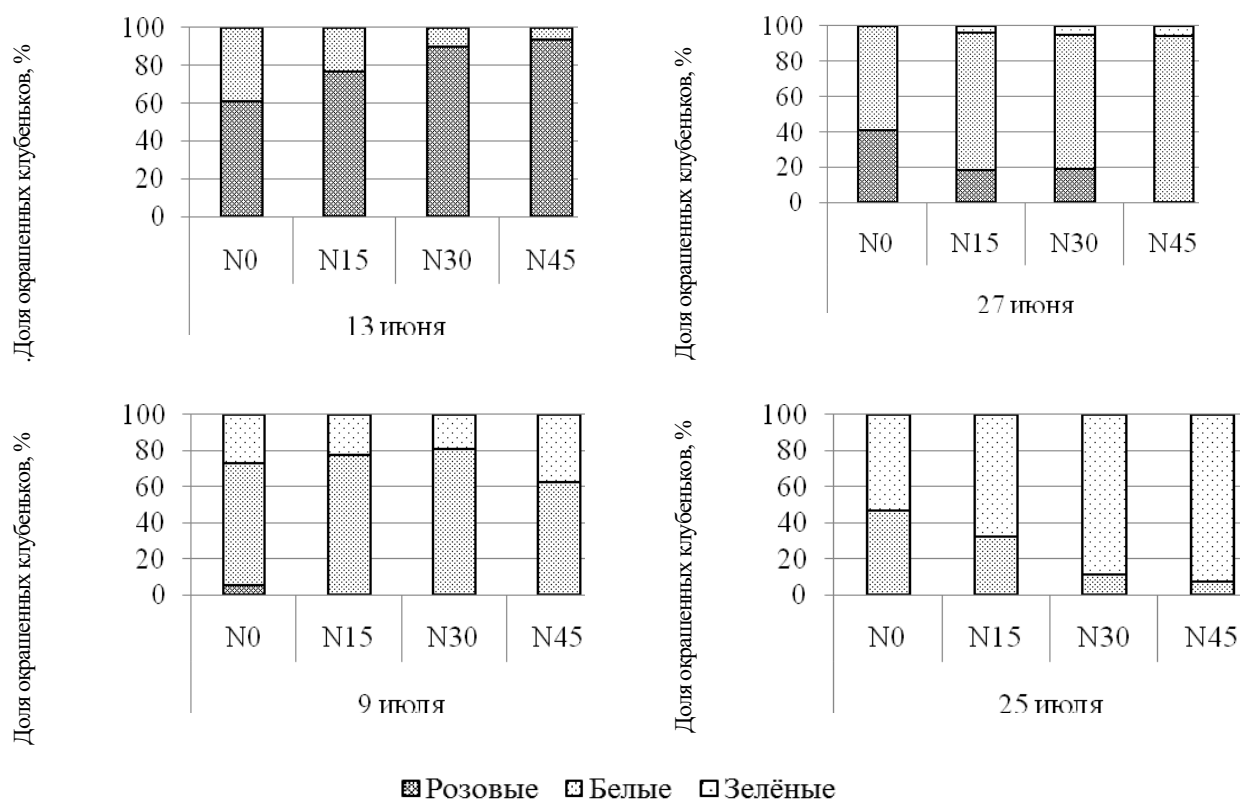 .Доля окрашенных клубеньков, %
100
80
60
40
20
0
N0 N15 N30 N45
13 июня
Доля окрашенных клубеньков, %
100
80
60
40
20
0
N0 N15 N30 N45
27 июня
Доля окрашенных клубеньков, %
100
80
60
40
20
0
N0 N15 N30 N45
9 июля
Доля окрашенных клубеньков, %
100
80
60
40
20
0
N0 N15 N30 N45
25 июля
Розовые Белые Зелёные